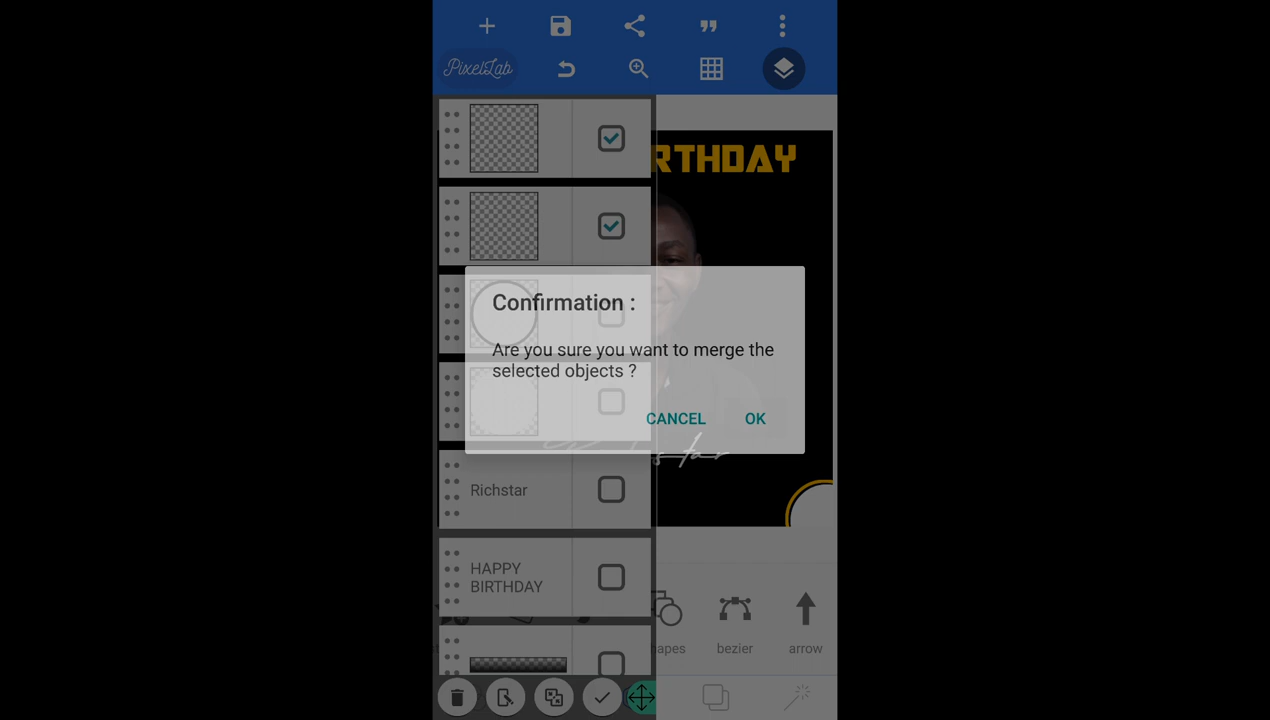 PixelLab
RTHDAY
Confirmation :
Are you sure you want to merge the
selected objects ?
CANCEL OK
Richstar
HAPPY
BIRTHDAY
hapes bezier arrow